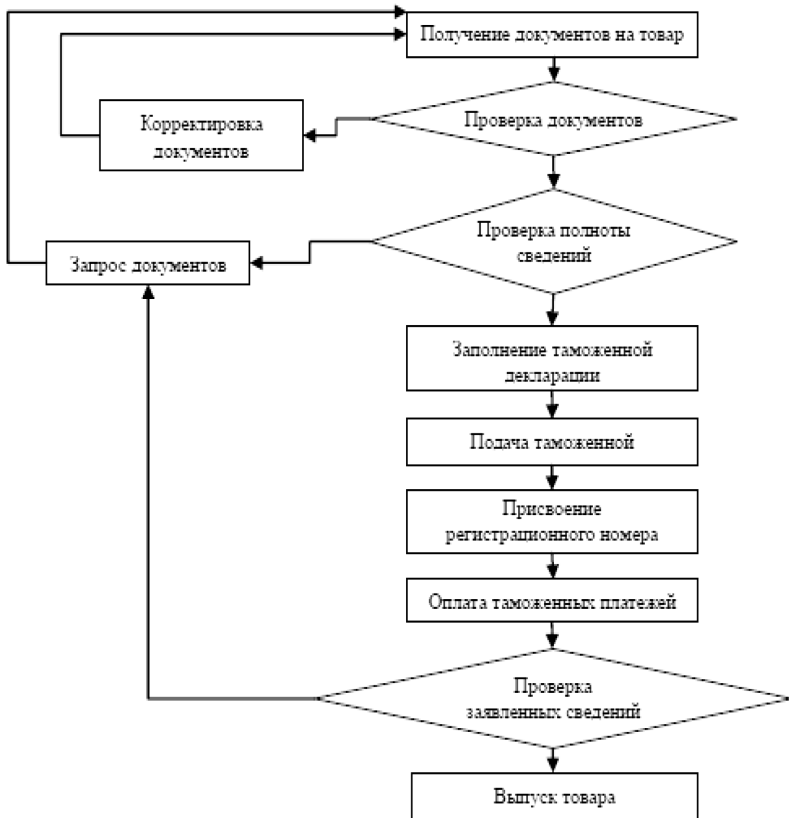 Получение документов на товар
Проверка документов
Корректировка
документов
Проверка полноты
сведений
Запрос документов
Заполнение таможенной
декларации
Подача таможенной
Присвоение
регистрационного номера
Оплата таможенных платежей
Проверка
заявленных сведений
Выпуск товара